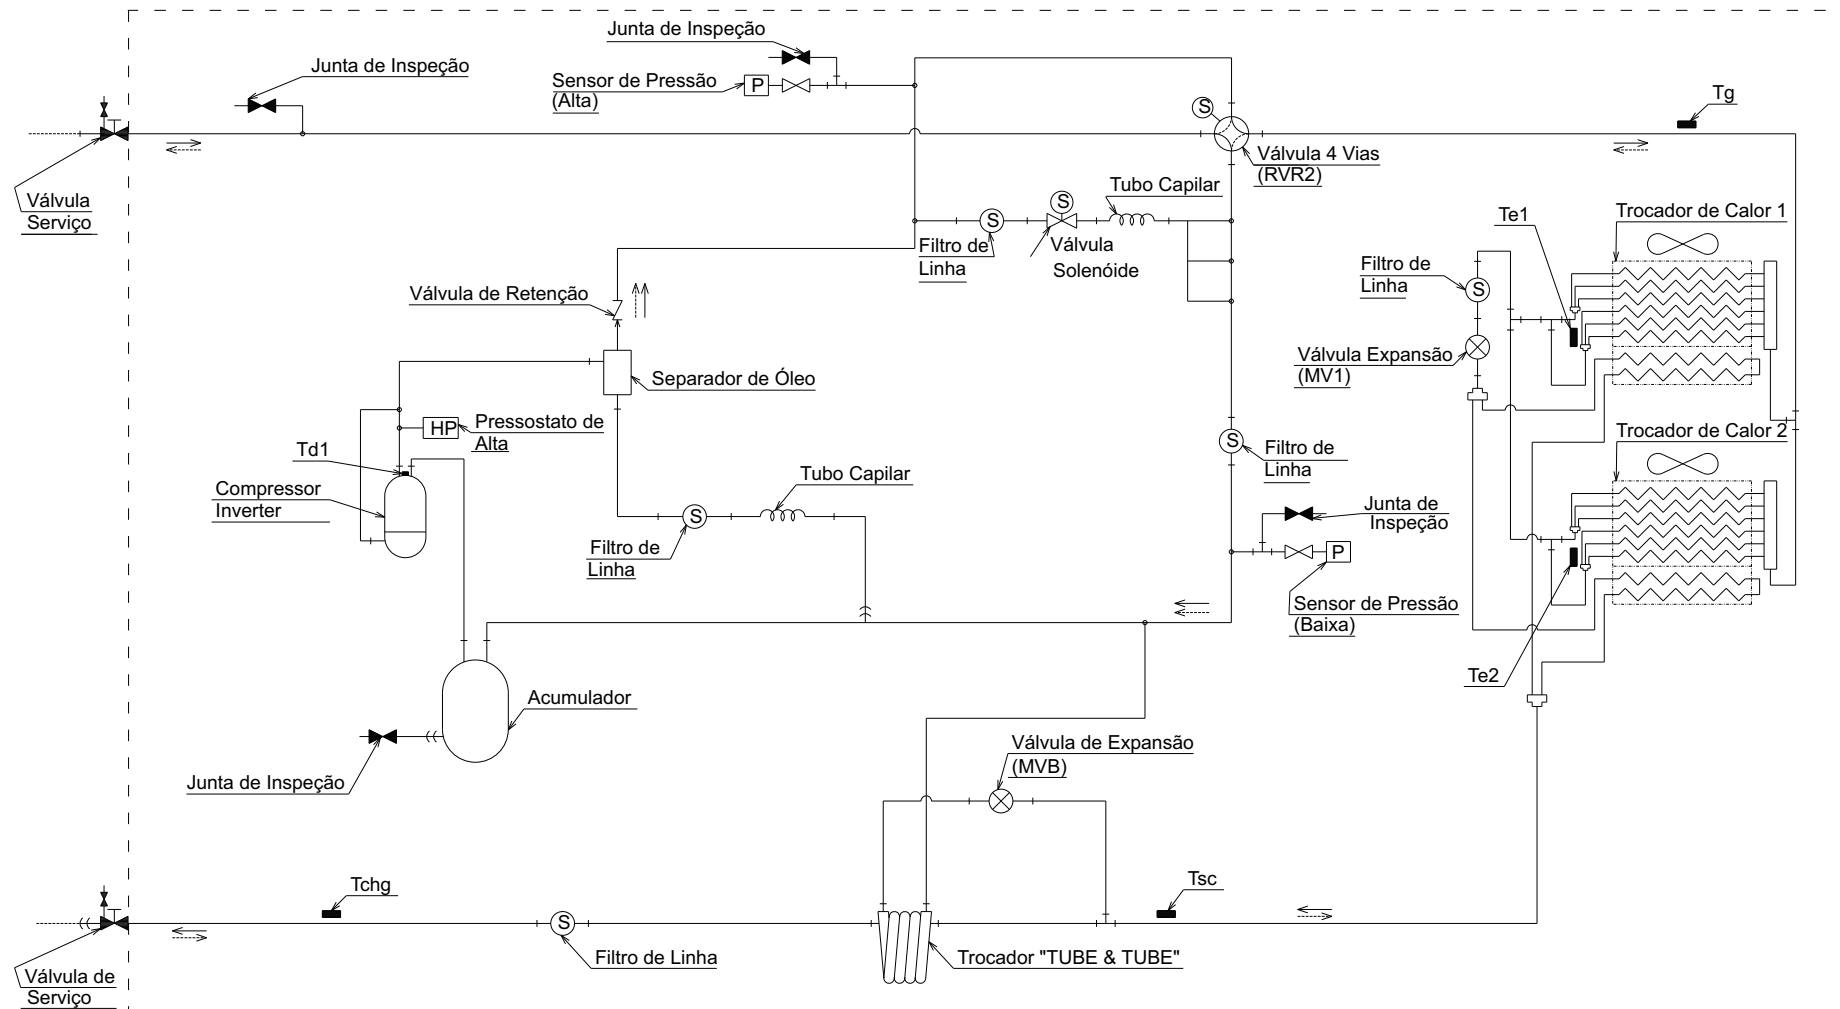 Junta de Inspeção
Junta de Inspeção
Sensor de Pressão
(Alta)
P
S
Tg
Válvula 4 Vias
(RVR2)
Válvula
Serviço
Tubo Capilar
S
S
Filtro de
Linha
Válvula
Solenóide
Te1
Trocador de Calor 1
Filtro de
Linha
S
Válvula de Retenção
Válvula Expansão
(MV1)
Separador de Óleo
HP
Pressostato de
Alta
Td1
Compressor
Inverter
Trocador de Calor 2
S
Filtro de
Linha
Tubo Capilar
S
Filtro de
Linha
Junta de
Inspeção
P
Sensor de Pressão
(Baixa)
Te2
Acumulador
Junta de Inspeção
Válvula de Expansão
(MVB)
Tchg
Tsc
S
Filtro de Linha
Trocador "TUBE & TUBE"
Válvula de
Serviço